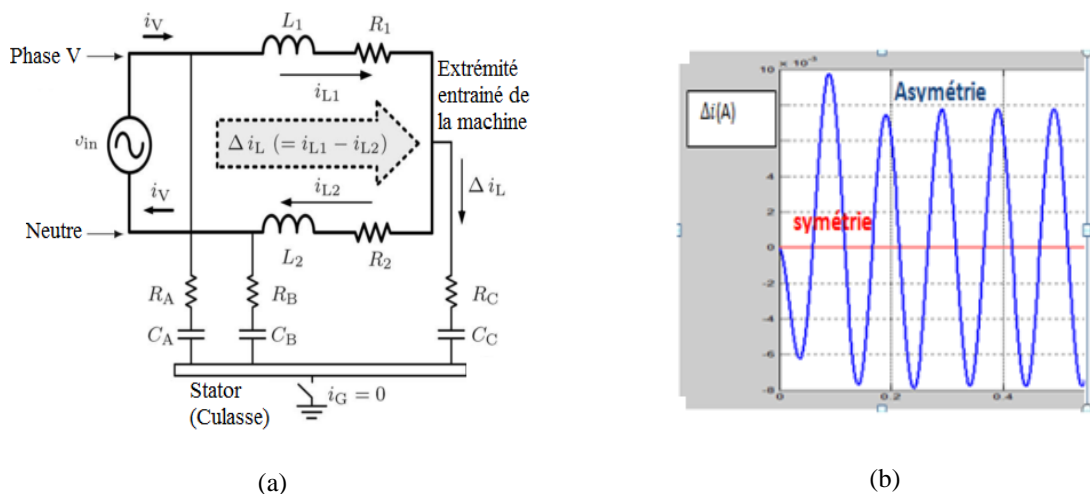 i_V
L_1
R_1
Phase V
Extrémité
entrainé de
la machine
i_L1
v_in
Δ i_L (= i_L1 − i_L2)
i_L2
Δ i_L
i_V
Neutre
L_2
R_2
R_A
R_B
R_C
C_A
C_B
C_C
Stator
(Culasse)
i_G = 0
(a)
10
× 10⁻³
Δi(A)
Asymétrie
symétrie
4
2
0
-2
-4
-6
-8
0
0.2
0.4
(b)